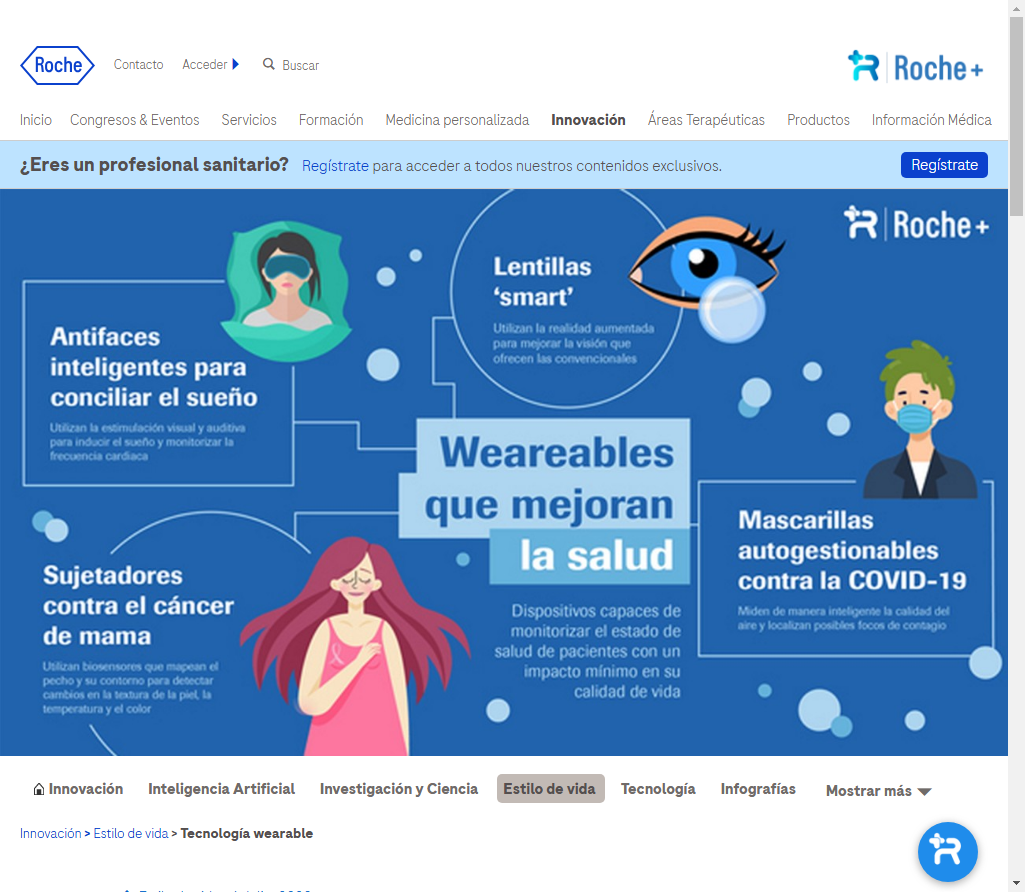 Roche
Contacto
Acceder
Buscar
Roche+
Inicio
Congresos & Eventos
Servicios
Formación
Medicina personalizada
Innovación
Áreas Terapéuticas
Productos
Información Médica
¿Eres un profesional sanitario?
Regístrate para acceder a todos nuestros contenidos exclusivos.
Regístrate
Roche+
Lentillas
‘smart’
Utilizan la realidad aumentada
para mejorar la visión que
ofrecen las convencionales
Antifaces
inteligentes para
conciliar el sueño
Utilizan la estimulación visual y auditiva
para inducir el sueño y monitorizar la
frecuencia cardiaca
Weareables
que mejoran
la salud
Dispositivos capaces de
monitorizar el estado de
salud de pacientes con un
impacto mínimo en su
calidad de vida
Mascarillas
autogestionables
contra la COVID-19
Miden de manera inteligente la calidad del
aire y localizan posibles focos de contagio
Sujetadores
contra el cáncer
de mama
Utilizan biosensores que mapean el
pecho y su contorno para detectar
cambios en la textura de la piel, la
temperatura y el color
Innovación
Inteligencia Artificial
Investigación y Ciencia
Estilo de vida
Tecnología
Infografías
Mostrar más
Innovación > Estilo de vida > Tecnología wearable